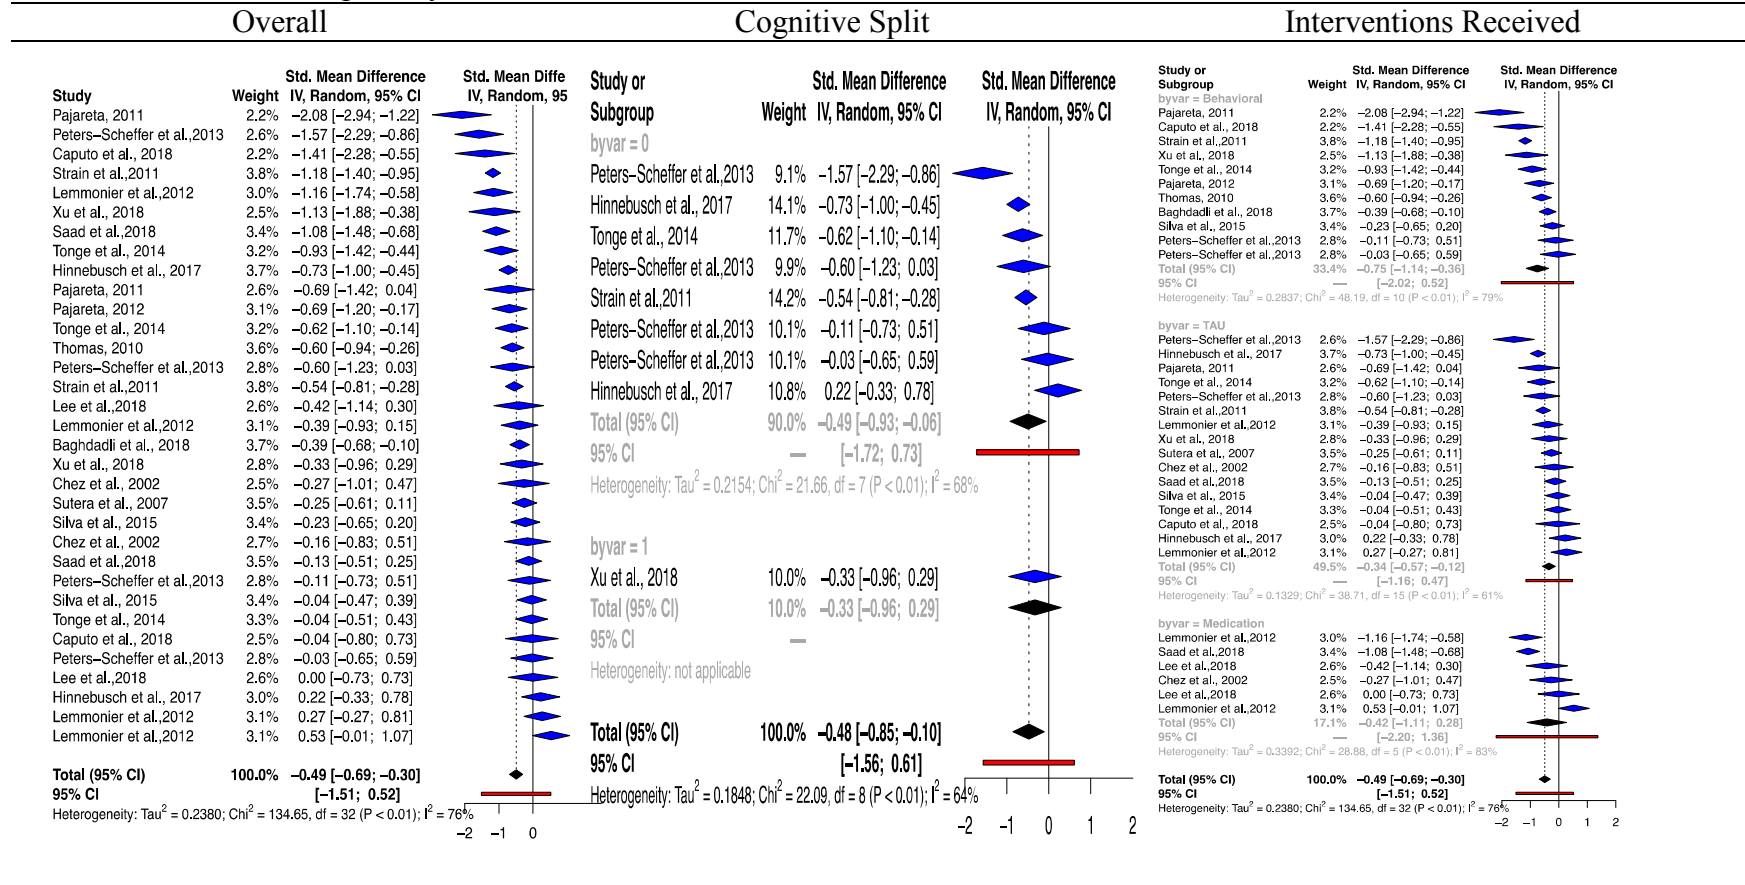 Overall
Cognitive Split
Interventions Received
Std. Mean Difference Std. Mean Diffe
Study Weight IV, Random, 95% CI IV, Random, 95
Pajareta, 2011 2.2% −2.08 [−2.94; −1.22]
Peters−Scheffer et al.,2013 2.6% −1.57 [−2.29; −0.86]
Caputo et al., 2018 2.2% −1.41 [−2.28; −0.55]
Strain et al.,2011 3.8% −1.18 [−1.40; −0.95]
Lemmonier et al.,2012 3.0% −1.16 [−1.74; −0.58]
Xu et al., 2018 2.5% −1.13 [−1.88; −0.38]
Saad et al., 2018 3.4% −1.08 [−1.48; −0.68]
Tonge et al., 2014 3.2% −0.93 [−1.42; −0.44]
Hinnebusch et al., 2017 3.7% −0.73 [−1.00; −0.45]
Pajareta, 2011 2.6% −0.69 [−1.42; 0.04]
Pajareta, 2012 3.1% −0.69 [−1.20; −0.17]
Tonge et al., 2014 3.2% −0.62 [−1.10; −0.14]
Thomas, 2010 3.6% −0.60 [−0.94; −0.26]
Peters−Scheffer et al.,2013 2.8% −0.60 [−1.23; 0.03]
Strain et al.,2011 3.8% −0.54 [−0.81; −0.28]
Lee et al.,2018 2.6% −0.42 [−1.14; 0.30]
Lemmonier et al.,2012 3.1% −0.39 [−0.93; 0.15]
Baghdadli et al., 2018 3.7% −0.39 [−0.68; −0.10]
Xu et al., 2018 2.8% −0.33 [−0.96; 0.29]
Chez et al., 2002 2.5% −0.27 [−1.01; 0.47]
Sutera et al., 2007 3.5% −0.25 [−0.61; 0.11]
Silva et al., 2015 3.4% −0.23 [−0.65; 0.20]
Chez et al., 2002 2.7% −0.16 [−0.83; 0.51]
Saad et al.,2018 3.5% −0.13 [−0.51; 0.25]
Peters−Scheffer et al.,2013 2.8% −0.11 [−0.73; 0.51]
Silva et al., 2015 3.4% −0.04 [−0.47; 0.39]
Tonge et al., 2014 3.3% −0.04 [−0.51; 0.43]
Caputo et al., 2018 2.5% −0.04 [−0.80; 0.73]
Peters−Scheffer et al.,2013 2.8% −0.03 [−0.65; 0.59]
Lee et al.,2018 2.6% 0.00 [−0.73; 0.73]
Hinnebusch et al., 2017 3.0% 0.22 [−0.33; 0.78]
Lemmonier et al.,2012 3.1% 0.27 [−0.27; 0.81]
Lemmonier et al.,2012 3.1% 0.53 [−0.01; 1.07]
Total (95% CI) 100.0% −0.49 [−0.69; −0.30]
95% CI [−1.51; 0.52]
Heterogeneity: Tau² = 0.2380; Chi² = 134.65, df = 32 (P < 0.01); I² = 76%
−2 −1 0
Study or Std. Mean Difference Std. Mean Difference
Subgroup Weight IV, Random, 95% CI IV, Random, 95% CI
byvar = 0
Peters−Scheffer et al.,2013 9.1% −1.57 [−2.29; −0.86]
Hinnebusch et al., 2017 14.1% −0.73 [−1.00; −0.45]
Tonge et al., 2014 11.7% −0.62 [−1.10; −0.14]
Peters−Scheffer et al.,2013 9.9% −0.60 [−1.23; 0.03]
Strain et al,2011 14.2% −0.54 [−0.81; −0.28]
Peters−Scheffer et al.,2013 10.1% −0.11 [−0.73; 0.51]
Peters−Scheffer et al.,2013 10.1% −0.03 [−0.65; 0.59]
Hinnebusch et al., 2017 10.8% 0.22 [−0.33; 0.78]
Total (95% CI) 90.0% −0.49 [−0.93; −0.06]
95% CI — [−1.72; 0.73]
Heterogeneity: Tau² = 0.2154; Chi² = 21.66, df = 7 (P < 0.01); I² = 68%
byvar = 1
Xu et al., 2018 10.0% −0.33 [−0.96; 0.29]
Total (95% CI) 10.0% −0.33 [−0.96; 0.29]
95% CI —
Heterogeneity: not applicable
Total (95% CI) 100.0% −0.48 [−0.85; −0.10]
95% CI [−1.56; 0.61]
Heterogeneity: Tau² = 0.1848; Chi² = 22.09, df = 8 (P < 0.01); I² = 64%
−2 −1 0 1 2
Study or Std. Mean Difference Std. Mean Difference
Subgroup Weight IV, Random, 95% CI IV, Random, 95% CI
byvar = Behavioral
Pajareta, 2011 2.2% −2.08 [−2.94; −1.22]
Caputo et al., 2018 2.2% −1.41 [−2.28; −0.55]
Strain et al.,2011 3.8% −1.18 [−1.40; −0.95]
Xu et al., 2018 2.5% −1.13 [−1.88; −0.38]
Tonge et al., 2014 3.2% −0.93 [−1.42; −0.44]
Pajareta, 2012 3.1% −0.69 [−1.20; −0.17]
Thomas, 2010 3.6% −0.60 [−0.94; −0.26]
Baghdadli et al., 2018 3.7% −0.39 [−0.68; −0.10]
Silva et al., 2015 3.4% −0.23 [−0.65; 0.20]
Peters−Scheffer et al.,2013 2.8% −0.11 [−0.73; 0.51]
Peters−Scheffer et al.,2013 2.8% −0.03 [−0.65; 0.59]
Total (95% CI) 33.4% −0.75 [−1.14; −0.36]
95% CI — [−2.02; 0.52]
Heterogeneity: Tau² = 0.2837; Chi² = 48.19, df = 10 (P < 0.01); I² = 79%
byvar = TAU
Peters−Scheffer et al.,2013 2.6% −1.57 [−2.29; −0.86]
Hinnebusch et al., 2017 3.7% −0.73 [−1.00; −0.45]
Pajareta, 2011 2.6% −0.69 [−1.42; 0.04]
Tonge et al., 2014 3.2% −0.62 [−1.10; −0.14]
Peters−Scheffer et al.,2013 2.8% −0.60 [−1.23; 0.03]
Strain et al.,2011 3.8% −0.54 [−0.81; −0.28]
Lemmonier et al.,2012 3.1% −0.39 [−0.93; 0.15]
Xu et al., 2018 2.8% −0.33 [−0.96; 0.29]
Sutera et al., 2007 3.5% −0.25 [−0.61; 0.11]
Chez et al., 2002 2.7% −0.16 [−0.83; 0.51]
Saad et al.,2018 3.5% −0.13 [−0.51; 0.25]
Silva et al., 2015 3.4% −0.04 [−0.47; 0.39]
Tonge et al., 2014 3.3% −0.04 [−0.51; 0.43]
Caputo et al., 2018 2.5% −0.04 [−0.80; 0.73]
Hinnebusch et al., 2017 3.0% 0.22 [−0.33; 0.78]
Lemmonier et al.,2012 3.1% 0.27 [−0.27; 0.81]
Total (95% CI) 49.5% −0.34 [−0.57; −0.12]
95% CI — [−1.16; 0.47]
Heterogeneity: Tau² = 0.1329; Chi² = 38.71, df = 15 (P < 0.01); I² = 61%
byvar = Medication
Lemmonier et al.,2012 3.0% −1.16 [−1.74; −0.58]
Saad et al., 2018 3.4% −1.08 [−1.48; −0.68]
Lee et al.,2018 2.6% −0.42 [−1.14; 0.30]
Chez et al., 2002 2.5% −0.27 [−1.01; 0.47]
Lee et al.,2018 2.6% 0.00 [−0.73; 0.73]
Lemmonier et al.,2012 3.1% 0.53 [−0.01; 1.07]
Total (95% CI) 17.1% −0.42 [−1.11; 0.28]
95% CI — [−2.20; 1.36]
Heterogeneity: Tau² = 0.3392; Chi² = 28.88, df = 5 (P < 0.01); I² = 83%
Total (95% CI) 100.0% −0.49 [−0.69; −0.30]
95% CI [−1.51; 0.52]
Heterogeneity: Tau² = 0.2380; Chi² = 134.65, df = 32 (P < 0.01); I² = 76%
−2 −1 0 1 2